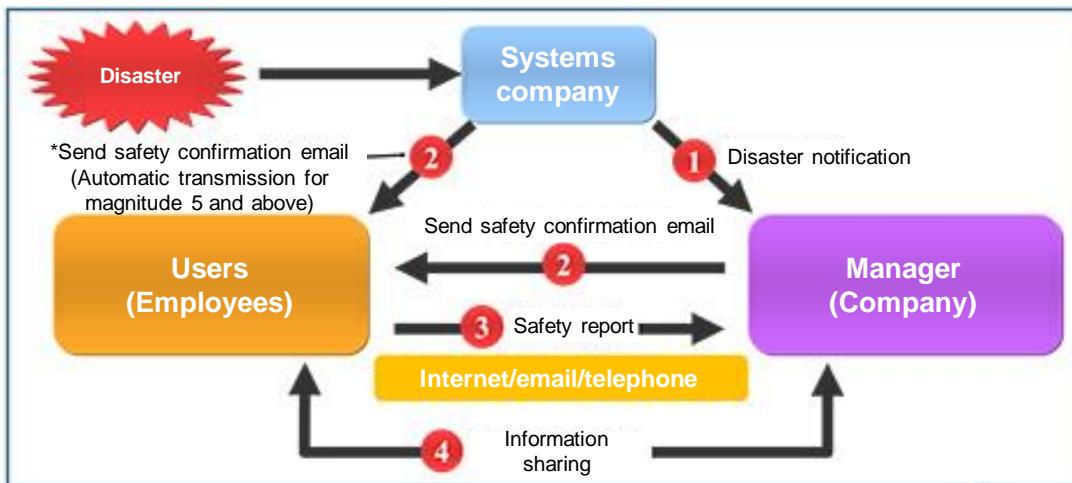 Disaster
Systems
company
*Send safety confirmation email
(Automatic transmission for
magnitude 5 and above)
2
1
Disaster notification
Send safety confirmation email
2
Users
(Employees)
Manager
(Company)
3
Safety report
Internet/email/telephone
4
Information
sharing